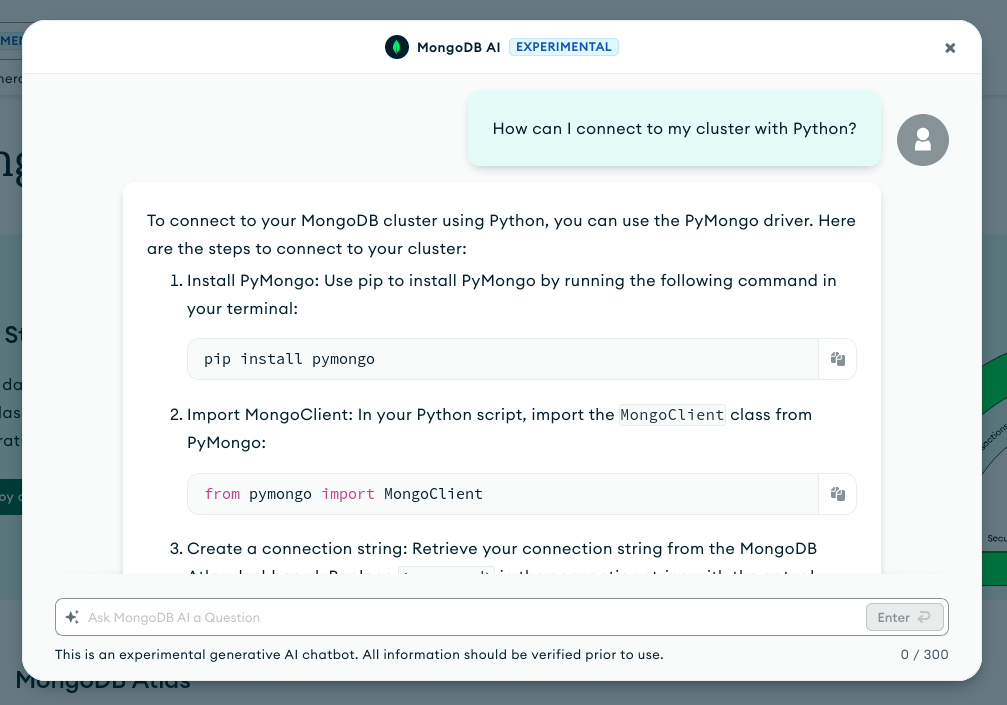 MongoDB AI EXPERIMENTAL
How can I connect to my cluster with Python?
To connect to your MongoDB cluster using Python, you can use the PyMongo driver. Here
are the steps to connect to your cluster:
1. Install PyMongo: Use pip to install PyMongo by running the following command in
your terminal:
pip install pymongo
2. Import MongoClient: In your Python script, import the MongoClient class from
PyMongo:
from pymongo import MongoClient
3. Create a connection string: Retrieve your connection string from the MongoDB
Ask MongoDB AI a Question
Enter
This is an experimental generative AI chatbot. All information should be verified prior to use.
0 / 300
MongoDB Atlas